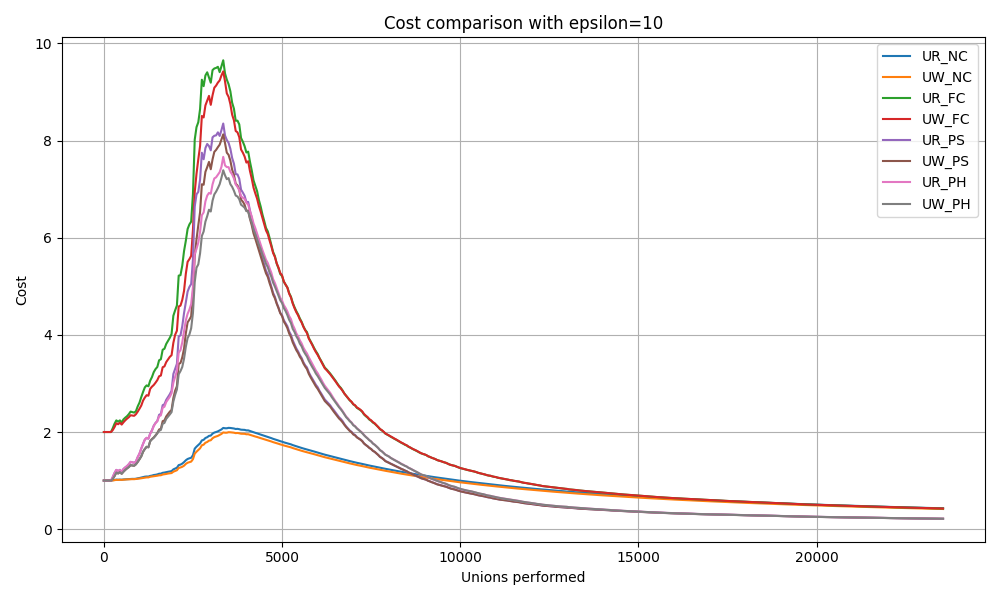 Cost comparison with epsilon=10
10
8
6
4
2
0
Cost
0 5000 10000 15000 20000
Unions performed
UR_NC
UW_NC
UR_FC
UW_FC
UR_PS
UW_PS
UR_PH
UW_PH